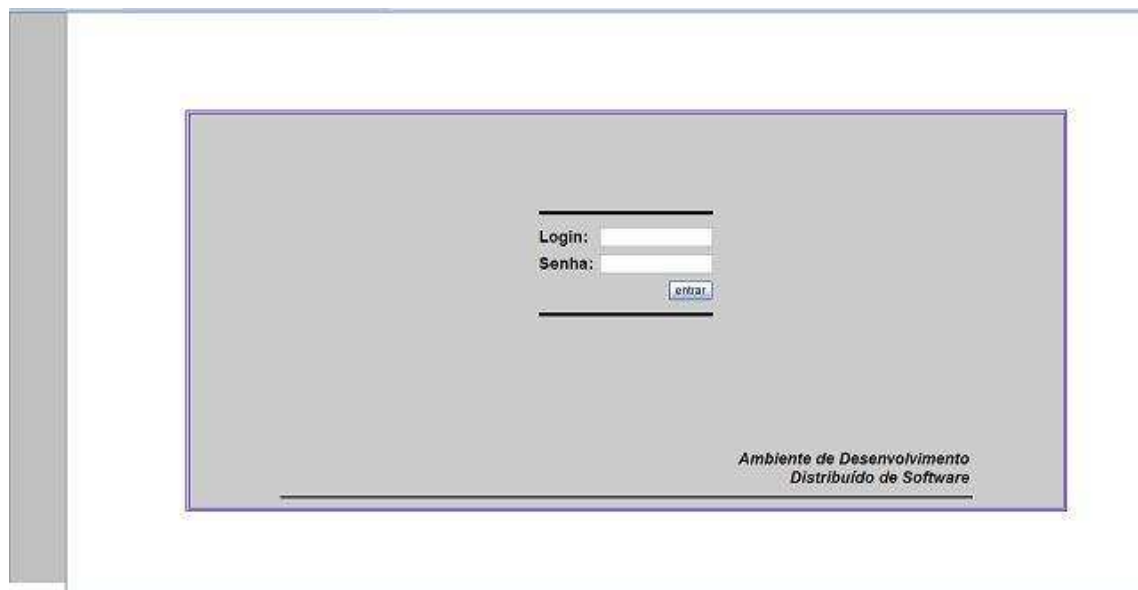 Login:
Senha:
entrar
Ambiente de Desenvolvimento
Distribuído de Software